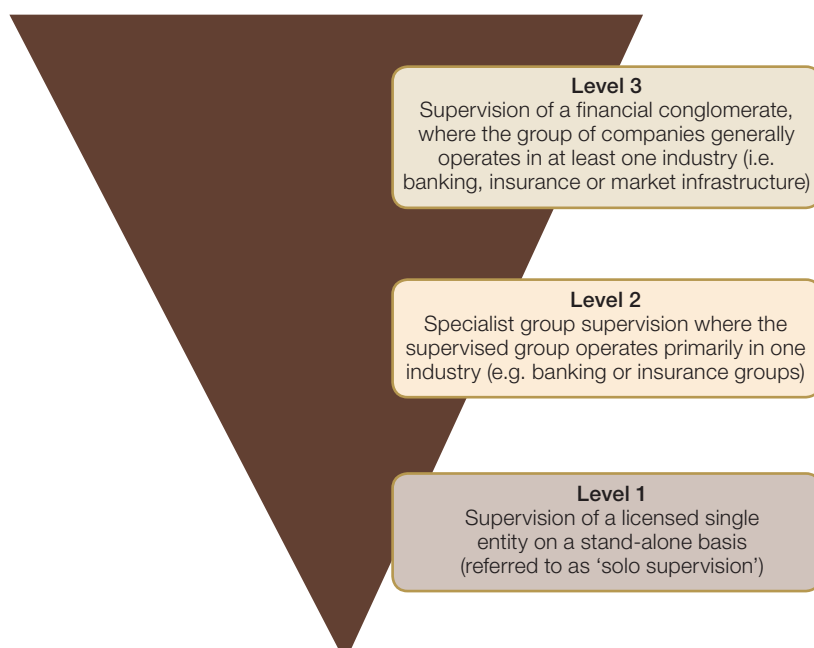 Level 3
Supervision of a financial conglomerate,
where the group of companies generally
operates in at least one industry (i.e.
banking, insurance or market infrastructure)
Level 2
Specialist group supervision where the
supervised group operates primarily in one
industry (e.g. banking or insurance groups)
Level 1
Supervision of a licensed single
entity on a stand-alone basis
(referred to as ‘solo supervision’)